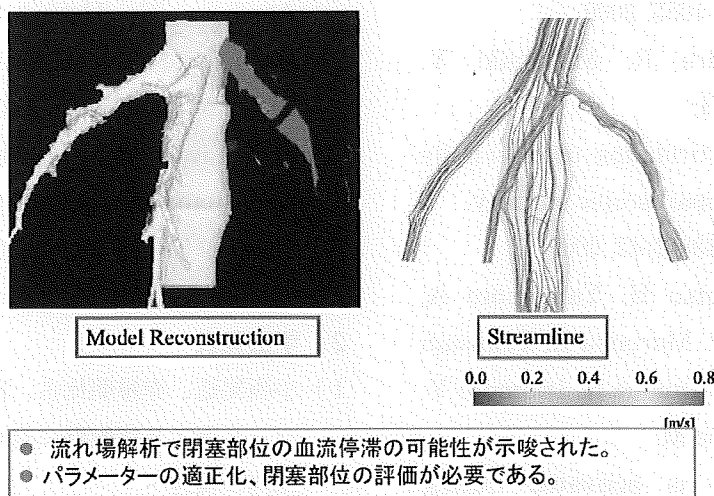 Model Reconstruction
Streamline
0.0 0.2 0.4 0.6 0.8
[m/s]
● 流れ場解析で閉塞部位の血流停滞の可能性が示唆された。
● パラメーターの適正化、閉塞部位の評価が必要である。